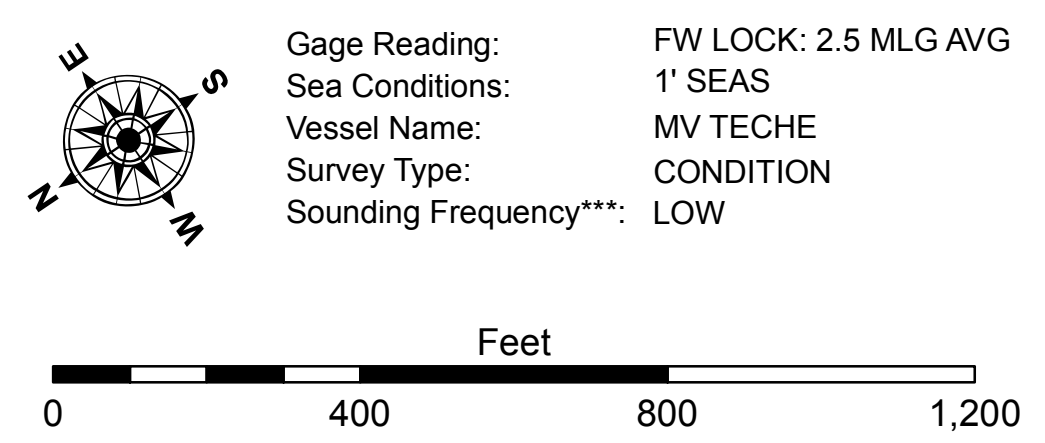 E
S
N
W
Gage Reading: FW LOCK: 2.5 MLG AVG
Sea Conditions: 1' SEAS
Vessel Name: MV TECHE
Survey Type: CONDITION
Sounding Frequency***: LOW
Feet
0 400 800 1,200